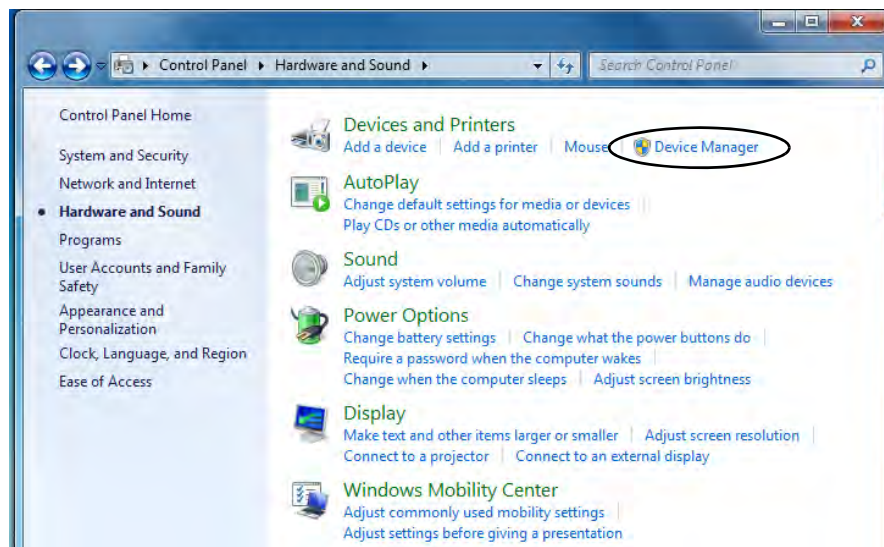 Control Panel Hardware and Sound Search Control Panel
Control Panel Home
System and Security
Network and Internet
Hardware and Sound
Programs
User Accounts and Family
Safety
Appearance and
Personalization
Clock, Language, and Region
Ease of Access
Devices and Printers
Add a device Add a printer Mouse Device Manager
AutoPlay
Change default settings for media or devices
Play CDs or other media automatically
Sound
Adjust system volume Change system sounds Manage audio devices
Power Options
Change battery settings Change what the power buttons do
Require a password when the computer wakes
Change when the computer sleeps Adjust screen brightness
Display
Make text and other items larger or smaller Adjust screen resolution
Connect to a projector Connect to an external display
Windows Mobility Center
Adjust commonly used mobility settings
Adjust settings before giving a presentation